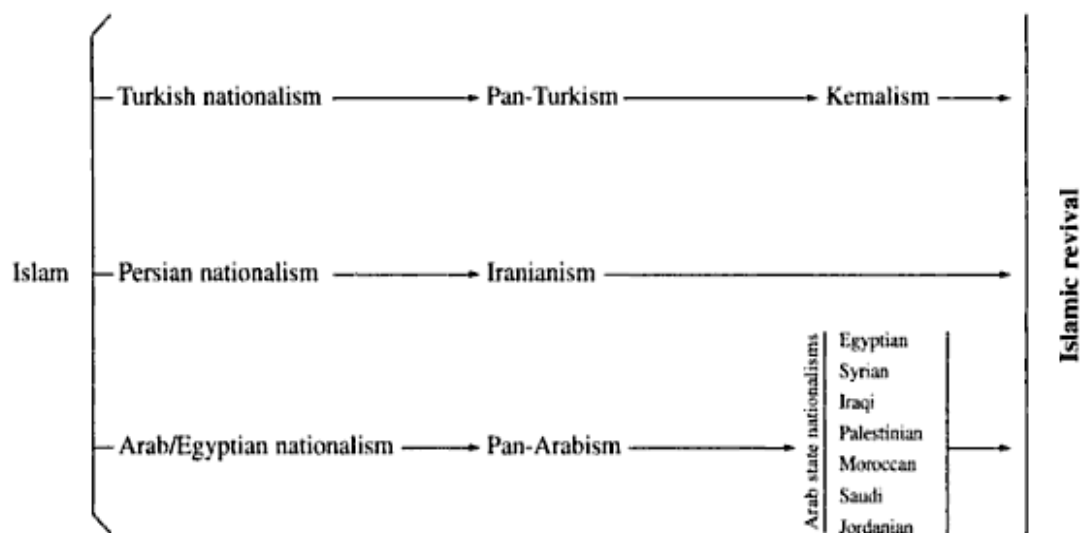 Turkish nationalism Pan-Turkism Kemalism
Islam Persian nationalism Iranianism
Arab/Egyptian nationalism Pan-Arabism
Arab state nationalisms
Egyptian
Syrian
Iraqi
Palestinian
Moroccan
Saudi
Jordanian
Islamic revival